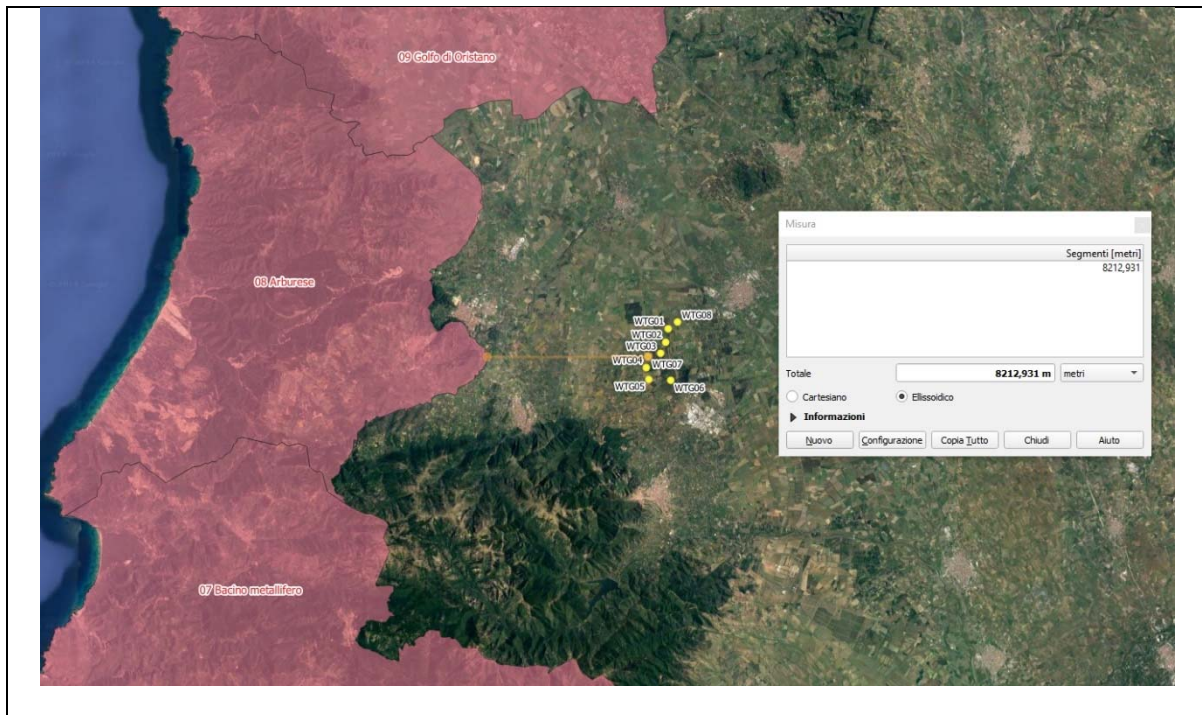 09 Golfo di Oristano
Misura
Segmenti [metri]
8212,931
08 Arburese
WTG01
WTG08
WTG02
WTG03
WTG04
WTG07
WTG05
WTG06
Totale
8212,931 m
metri
Cartesiano
Ellissoidico
Informazioni
Nuovo
Configurazione
Copia Tutto
Chiudi
Aiuto
07 Bacino metallifero